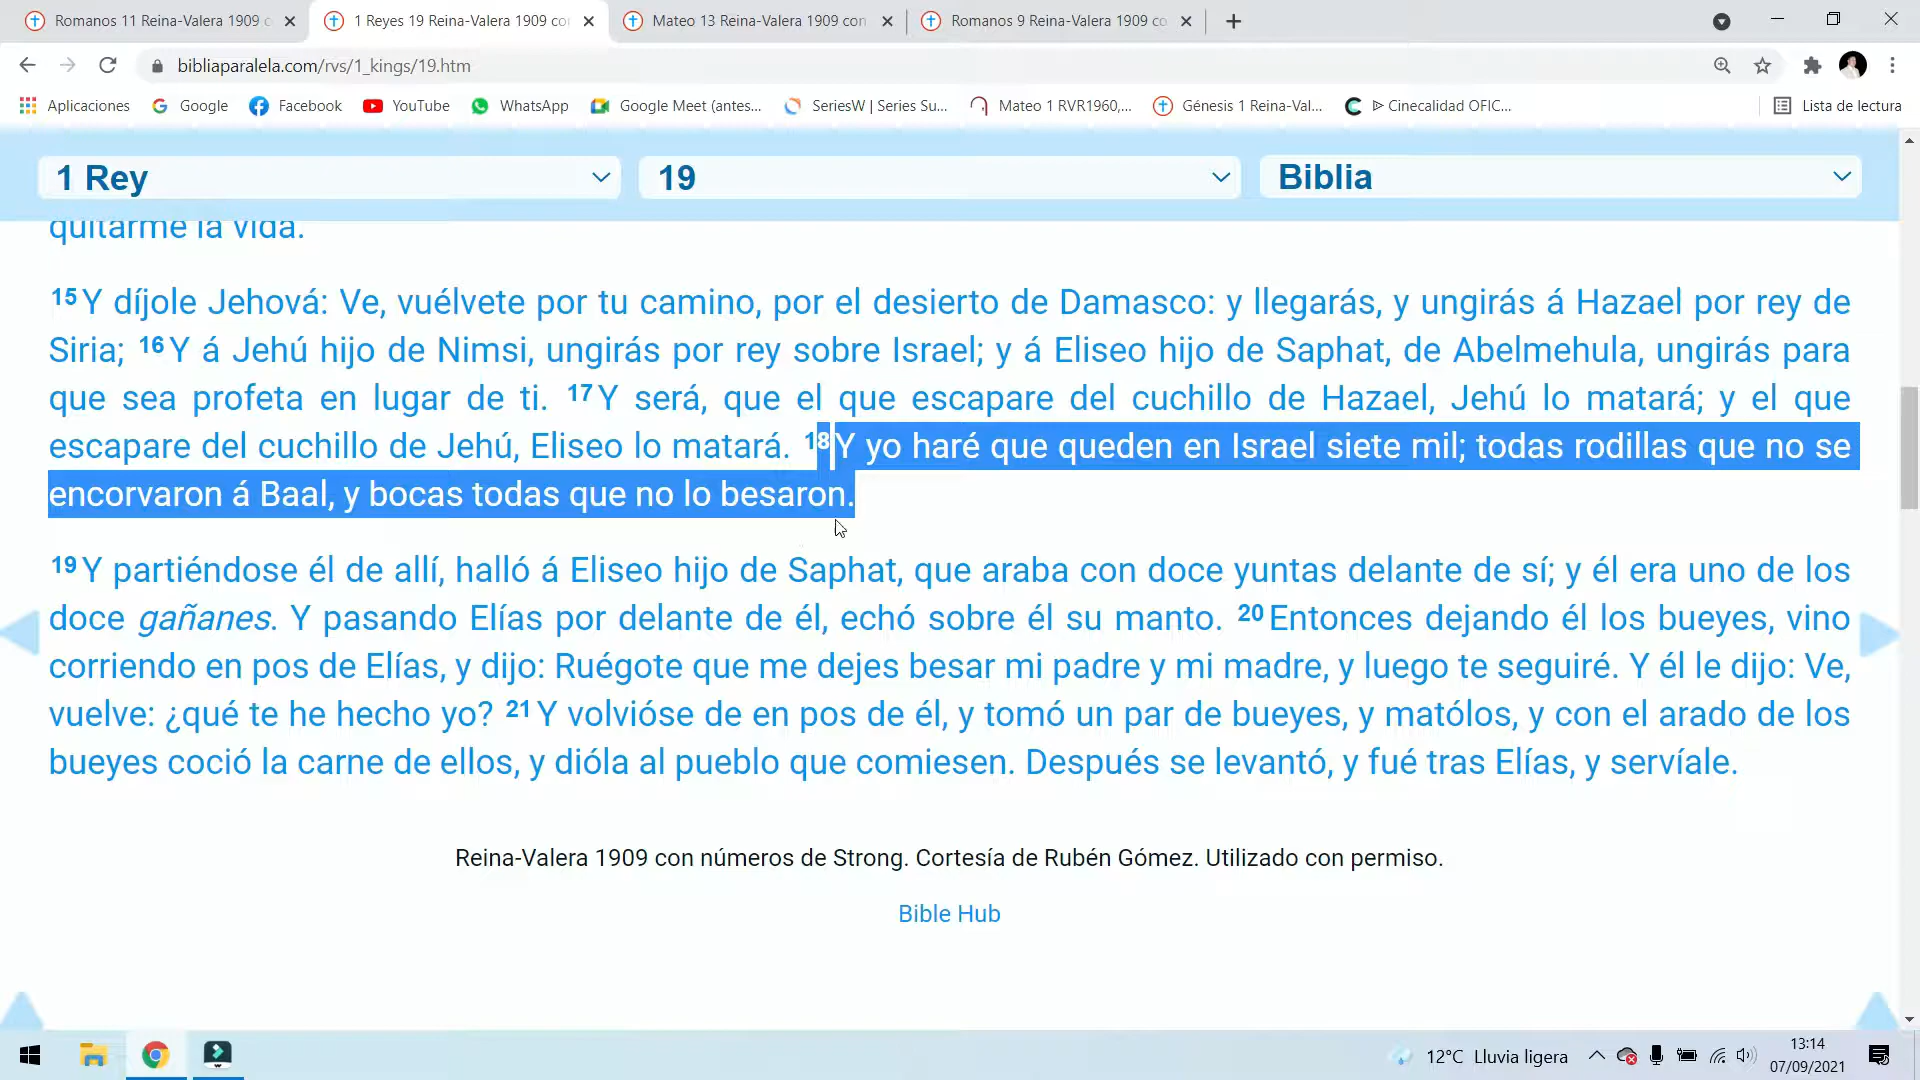 Romanos 11 Reina-Valera 1909 c
1 Reyes 19 Reina-Valera 1909 co
Mateo 13 Reina-Valera 1909 con
Romanos 9 Reina-Valera 1909 co
bibliaparalela.com/rvs/1_kings/19.htm
Aplicaciones
Google
Facebook
YouTube
WhatsApp
Google Meet (antes...
SeriesW | Series Su...
Mateo 1 RVR1960,...
Génesis 1 Reina-Val...
ᐅ Cinecalidad OFIC...
Lista de lectura
1 Rey
19
Biblia
quitarme la vida.
15 Y díjole Jehová: Ve, vuélvete por tu camino, por el desierto de Damasco: y llegarás, y ungirás á Hazael por rey de
Siria; 16 Y á Jehú hijo de Nimsi, ungirás por rey sobre Israel; y á Eliseo hijo de Saphat, de Abelmehula, ungirás para
que sea profeta en lugar de ti. 17 Y será, que el que escapare del cuchillo de Hazael, Jehú lo matará; y el que
escapare del cuchillo de Jehú, Eliseo lo matará. 18 Y yo haré que queden en Israel siete mil; todas rodillas que no se
encorvaron á Baal, y bocas todas que no lo besaron.
19 Y partiéndose él de allí, halló á Eliseo hijo de Saphat, que araba con doce yuntas delante de sí; y él era uno de los
doce gañanes. Y pasando Elías por delante de él, echó sobre él su manto. 20 Entonces dejando él los bueyes, vino
corriendo en pos de Elías, y dijo: Ruégote que me dejes besar mi padre y mi madre, y luego te seguiré. Y él le dijo: Ve,
vuelve: ¿qué te he hecho yo? 21 Y volvióse de en pos de él, y tomó un par de bueyes, y matólos, y con el arado de los
bueyes coció la carne de ellos, y dióla al pueblo que comiesen. Después se levantó, y fué tras Elías, y servíale.
Reina-Valera 1909 con números de Strong. Cortesía de Rubén Gómez. Utilizado con permiso.
Bible Hub
12°C Lluvia ligera
13:14
07/09/2021